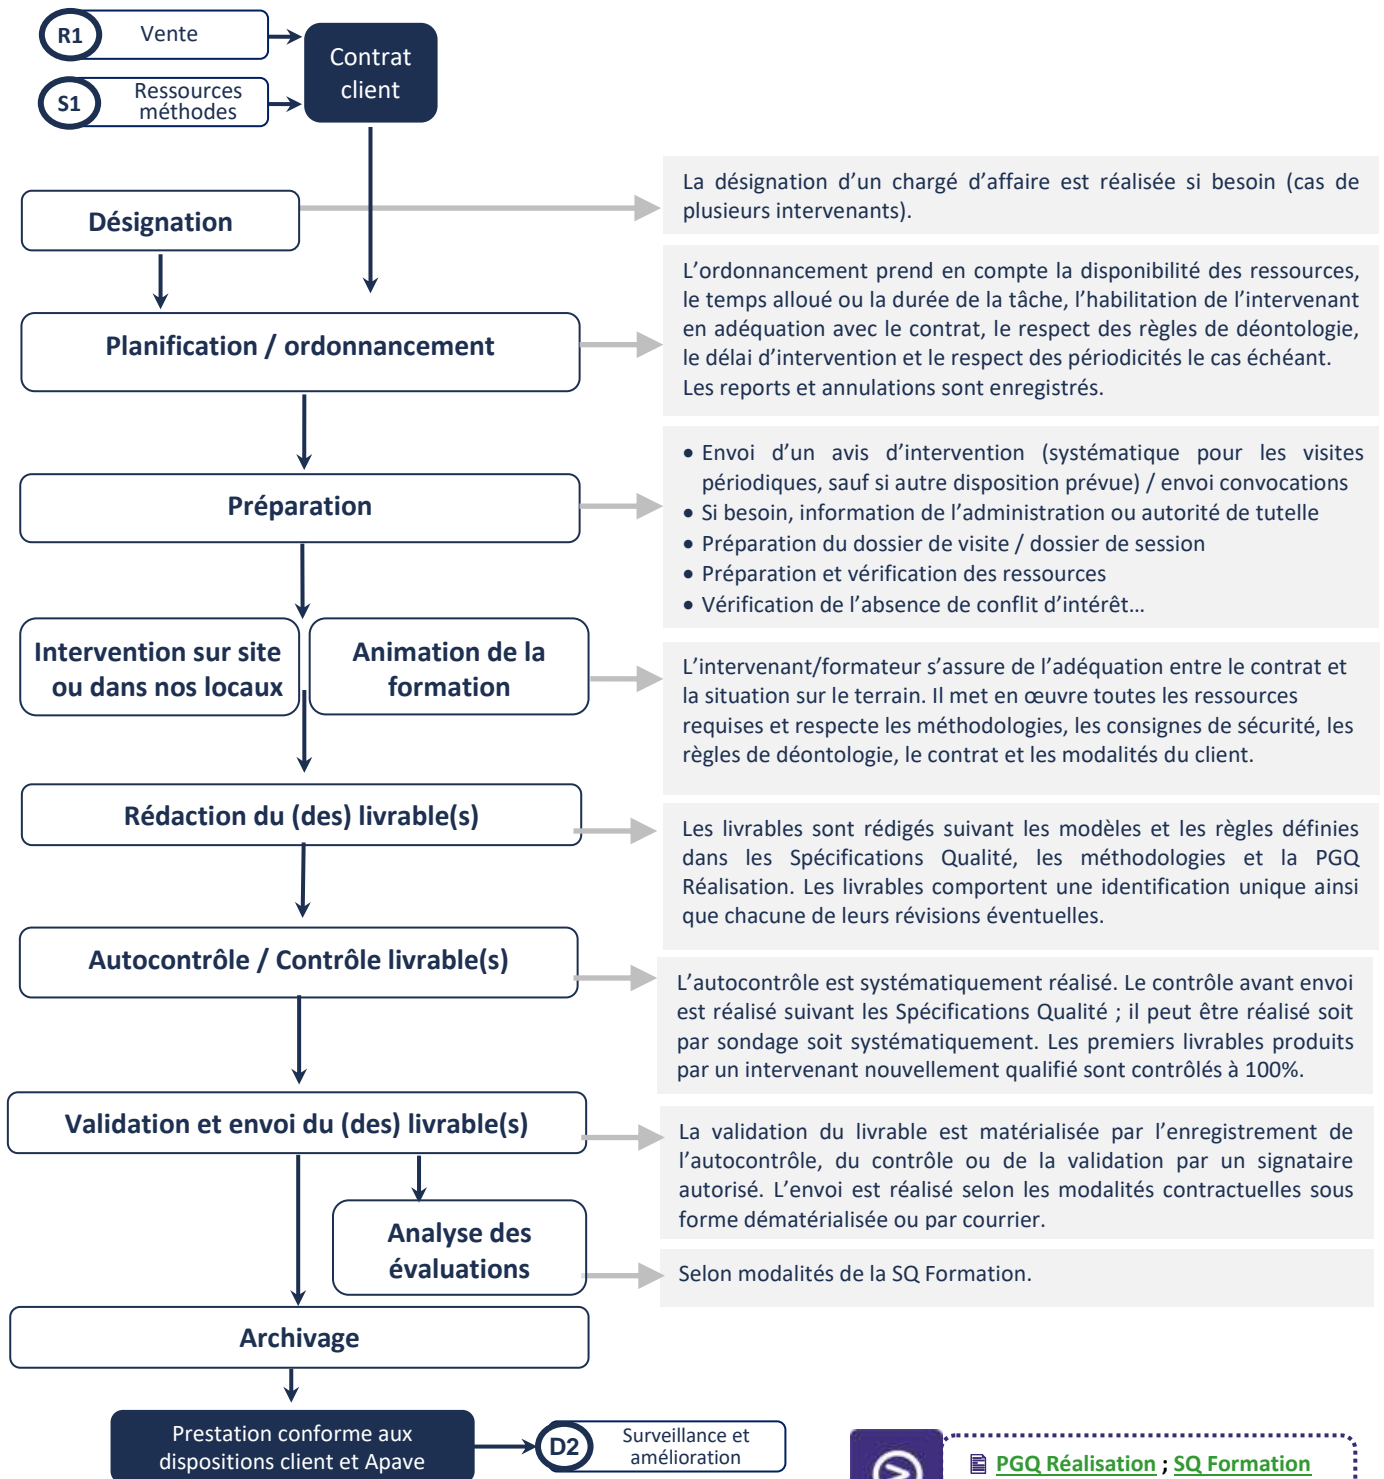 R1 Vente
S1 Ressources
méthodes
Contrat
client
Désignation
La désignation d’un chargé d’affaire est réalisée si besoin (cas de
plusieurs intervenants).
Planification / ordonnancement
L’ordonnancement prend en compte la disponibilité des ressources,
le temps alloué ou la durée de la tâche, l’habilitation de l’intervenant
en adéquation avec le contrat, le respect des règles de déontologie,
le délai d’intervention et le respect des périodicités le cas échéant.
Les reports et annulations sont enregistrés.
Préparation
• Envoi d’un avis d’intervention (systématique pour les visites
périodiques, sauf si autre disposition prévue) / envoi convocations
• Si besoin, information de l’administration ou autorité de tutelle
• Préparation du dossier de visite / dossier de session
• Préparation et vérification des ressources
• Vérification de l’absence de conflit d’intérêt…
Intervention sur site
ou dans nos locaux
Animation de la
formation
L’intervenant/formateur s’assure de l’adéquation entre le contrat et
la situation sur le terrain. Il met en œuvre toutes les ressources
requises et respecte les méthodologies, les consignes de sécurité, les
règles de déontologie, le contrat et les modalités du client.
Rédaction du (des) livrable(s)
Les livrables sont rédigés suivant les modèles et les règles définies
dans les Spécifications Qualité, les méthodologies et la PGQ
Réalisation. Les livrables comportent une identification unique ainsi
que chacune de leurs révisions éventuelles.
Autocontrôle / Contrôle livrable(s)
L’autocontrôle est systématiquement réalisé. Le contrôle avant envoi
est réalisé suivant les Spécifications Qualité ; il peut être réalisé soit
par sondage soit systématiquement. Les premiers livrables produits
par un intervenant nouvellement qualifié sont contrôlés à 100%.
Validation et envoi du (des) livrable(s)
La validation du livrable est matérialisée par l’enregistrement de
l’autocontrôle, du contrôle ou de la validation par un signataire
autorisé. L’envoi est réalisé selon les modalités contractuelles sous
forme dématérialisée ou par courrier.
Analyse des
évaluations
Selon modalités de la SQ Formation.
Archivage
Prestation conforme aux
dispositions client et Apave
D2 Surveillance et
amélioration
PGQ Réalisation ; SQ Formation